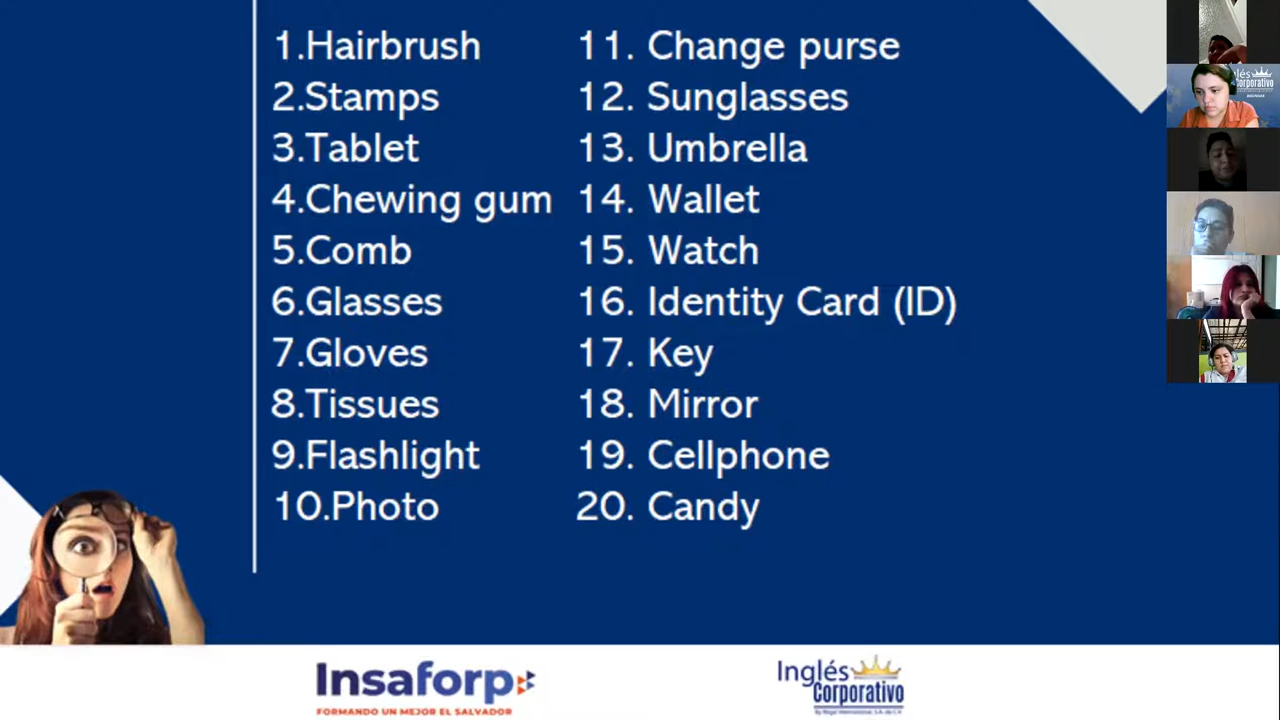 1.Hairbrush
2.Stamps
3.Tablet
4.Chewing gum
5.Comb
6.Glasses
7.Gloves
8.Tissues
9.Flashlight
10.Photo
11. Change purse
12. Sunglasses
13. Umbrella
14. Wallet
15. Watch
16. Identity Card (ID)
17. Key
18. Mirror
19. Cellphone
20. Candy
Insaforp
FORMANDO UN MEJOR EL SALVADOR
Inglés
Corporativo
glés
Corporativo